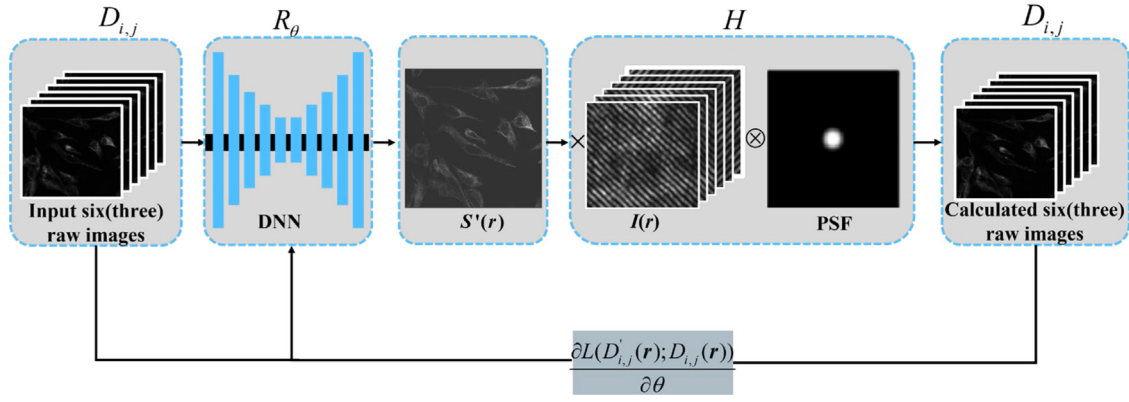 D_{i,j} R_θ H D_{i,j}
Input six(three)
raw images
DNN
S'(r)
×
I(r)
⊗
PSF
Calculated six(three)
raw images
∂L(D'_{i,j}(r);D_{i,j}(r))
∂θ